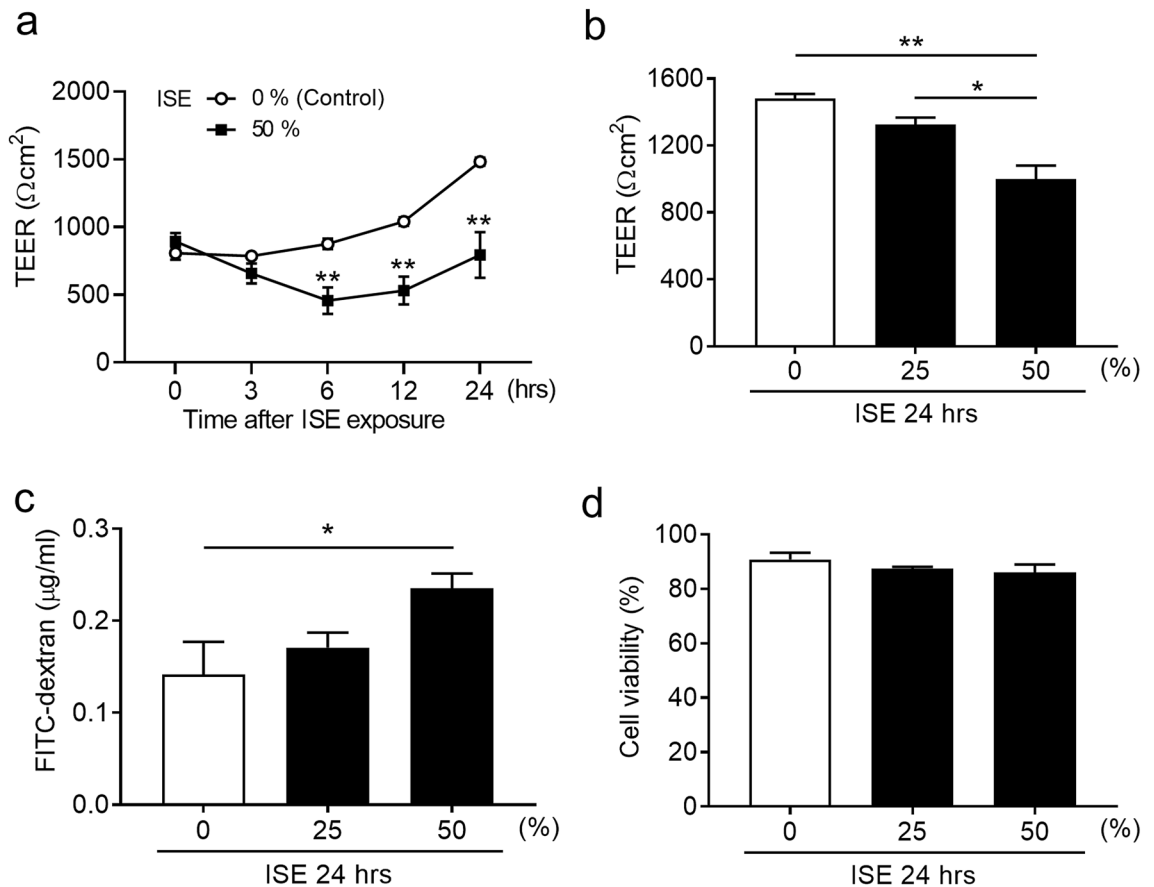 a
ISE 0 % (Control)
50 %
TEER (Ωcm2)
2000
1500
1000
500
0
**
**
**
0 3 6 12 24 (hrs)
Time after ISE exposure
b
**
*
TEER (Ωcm2)
1600
1200
800
400
0
0 25 50 (%)
ISE 24 hrs
c
*
FITC-dextran (μg/ml)
0.3
0.2
0.1
0.0
0 25 50 (%)
ISE 24 hrs
d
Cell viability (%)
100
80
60
40
20
0
0 25 50 (%)
ISE 24 hrs